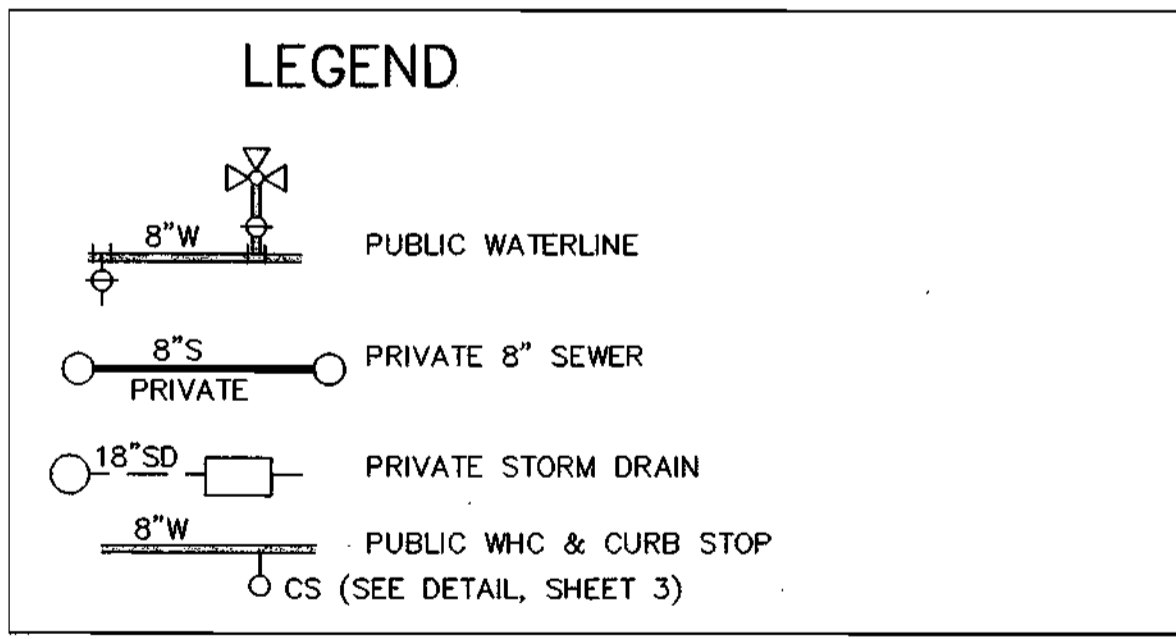 LEGEND
8"W
PUBLIC WATERLINE
8"S
PRIVATE
PRIVATE 8" SEWER
18"SD
PRIVATE STORM DRAIN
8"W
PUBLIC WHC & CURB STOP
CS (SEE DETAIL, SHEET 3)